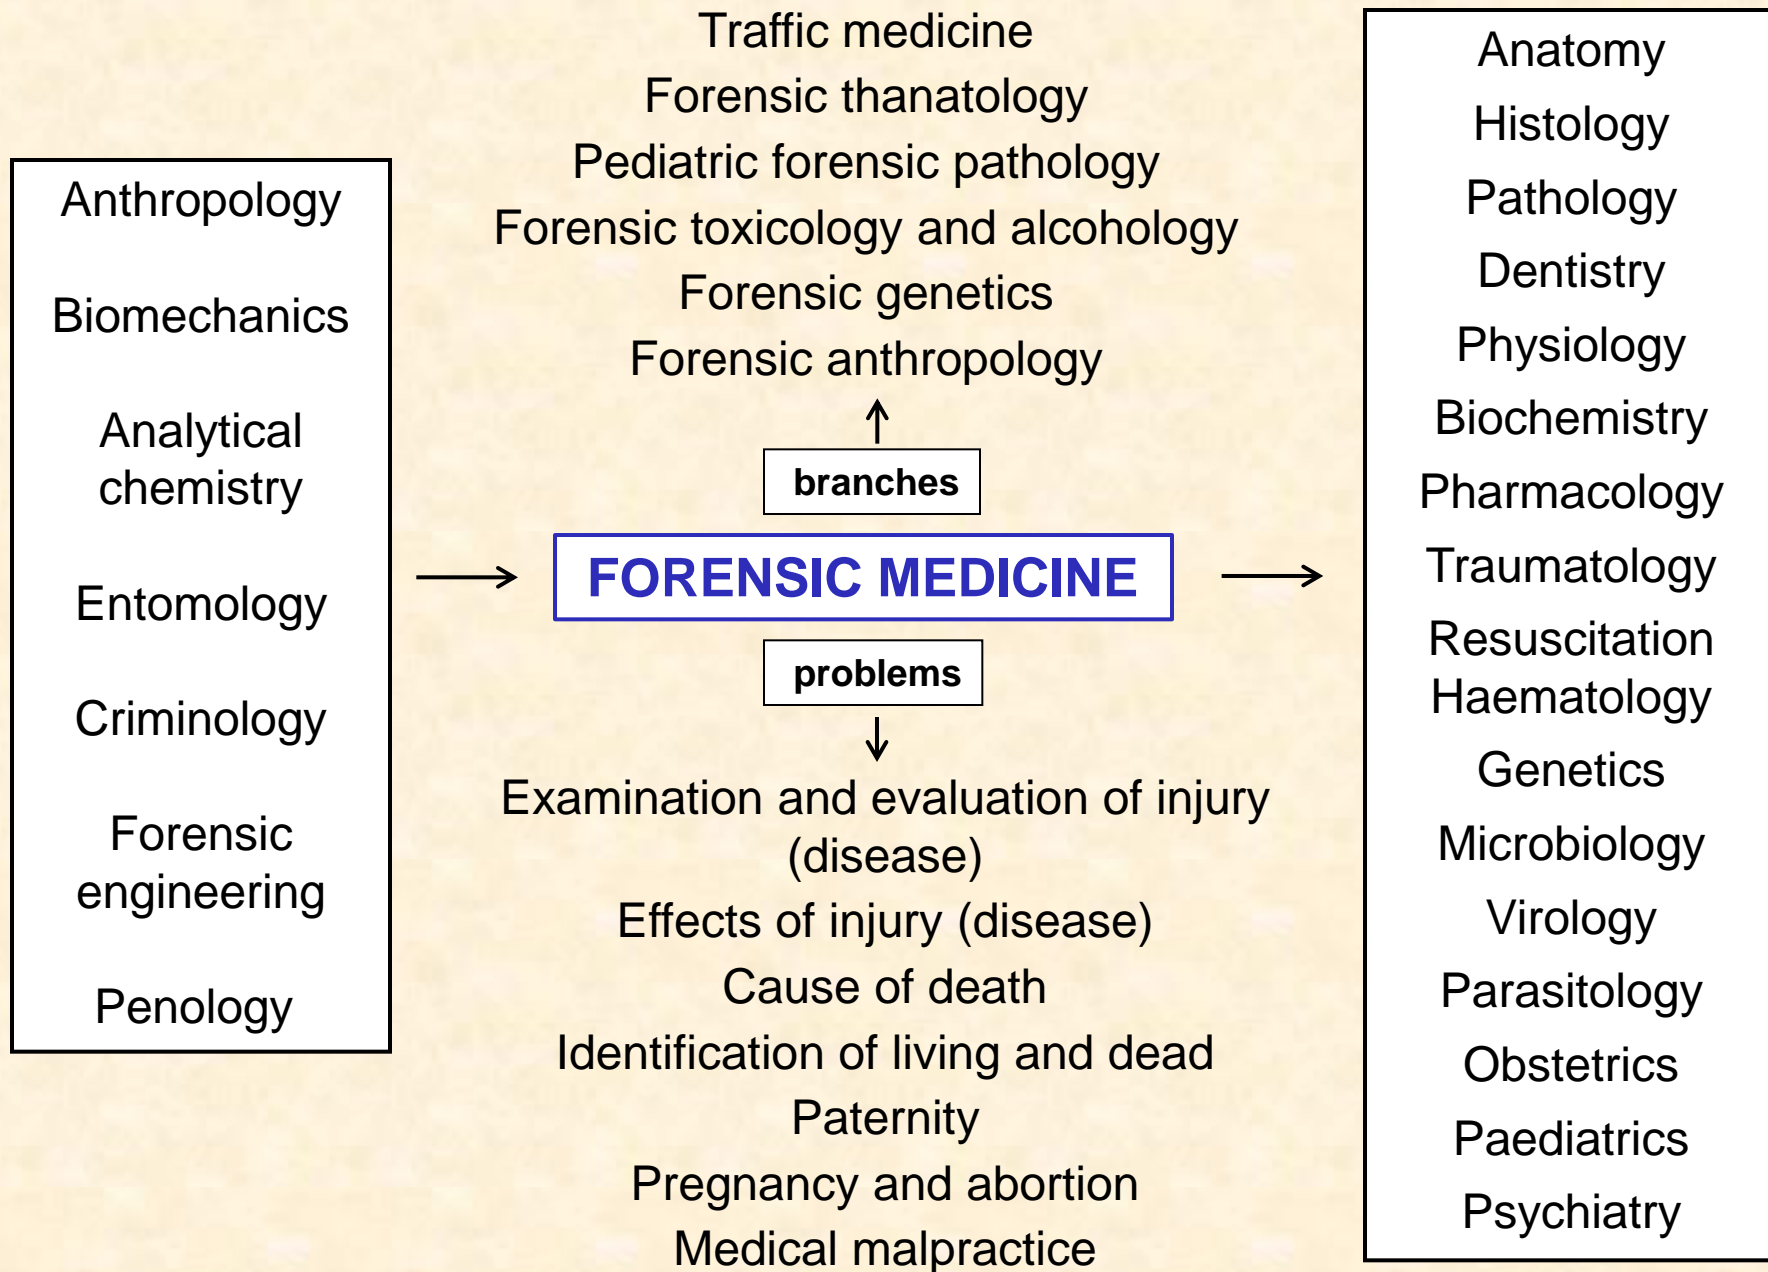 Anthropology
Biomechanics
Analytical
chemistry
Entomology
Criminology
Forensic
engineering
Penology
Traffic medicine
Forensic thanatology
Pediatric forensic pathology
Forensic toxicology and alcohology
Forensic genetics
Forensic anthropology
branches
FORENSIC MEDICINE
problems
Examination and evaluation of injury
(disease)
Effects of injury (disease)
Cause of death
Identification of living and dead
Paternity
Pregnancy and abortion
Medical malpractice
Anatomy
Histology
Pathology
Dentistry
Physiology
Biochemistry
Pharmacology
Traumatology
Resuscitation
Haematology
Genetics
Microbiology
Virology
Parasitology
Obstetrics
Paediatrics
Psychiatry